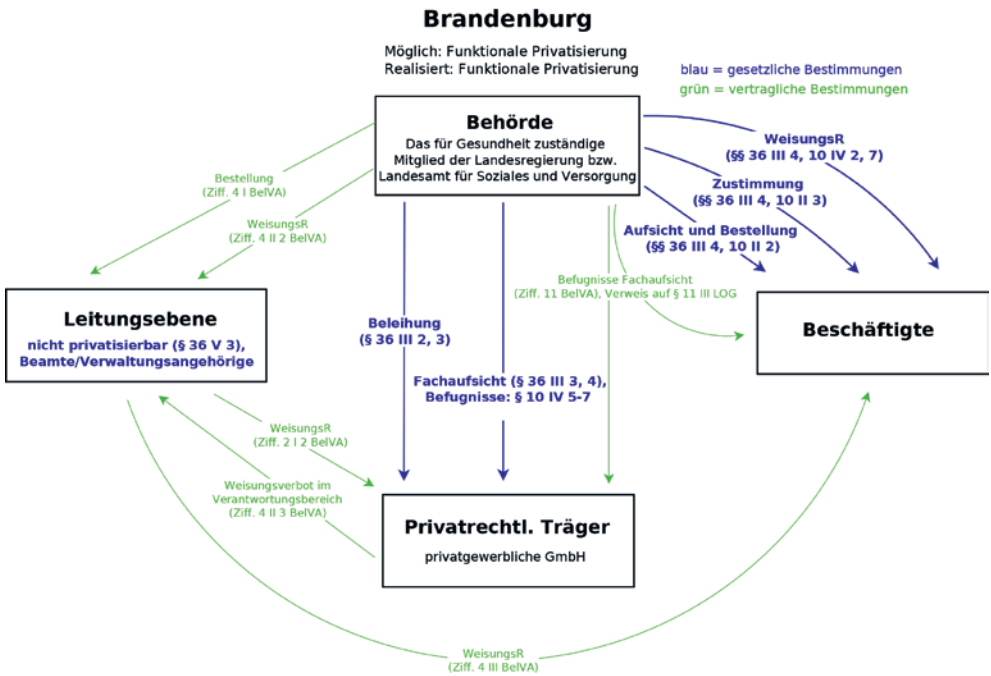 Brandenburg
Möglich: Funktionale Privatisierung
Realisiert: Funktionale Privatisierung
blau = gesetzliche Bestimmungen
grün = vertragliche Bestimmungen
Behörde
Das für Gesundheit zuständige
Mitglied der Landesregierung bzw.
Landesamt für Soziales und Versorgung
WeisungsR
(§§ 36 III 4, 10 IV 2, 7)
Zustimmung
(§§ 36 III 4, 10 II 3)
Aufsicht und Bestellung
(§§ 36 III 4, 10 II 2)
Bestellung
(Ziff. 4 I BelVA)
WeisungsR
(Ziff. 4 II 2 BelVA)
Befugnisse Fachaufsicht
(Ziff. 11 BelVA), Verweis auf § 11 III LOG
Leitungsebene
nicht privatisierbar (§ 36 V 3),
Beamte/Verwaltungsangehörige
Beleihung
(§ 36 III 2, 3)
Beschäftigte
Fachaufsicht (§ 36 III 3, 4),
Befugnisse: § 10 IV 5-7
WeisungsR
(Ziff. 2 I 2 BelVA)
Weisungsverbot im
Verantwortungsbereich
(Ziff. 4 II 3 BelVA)
Privatrechtl. Träger
privatgewerbliche GmbH
WeisungsR
(Ziff. 4 III BelVA)